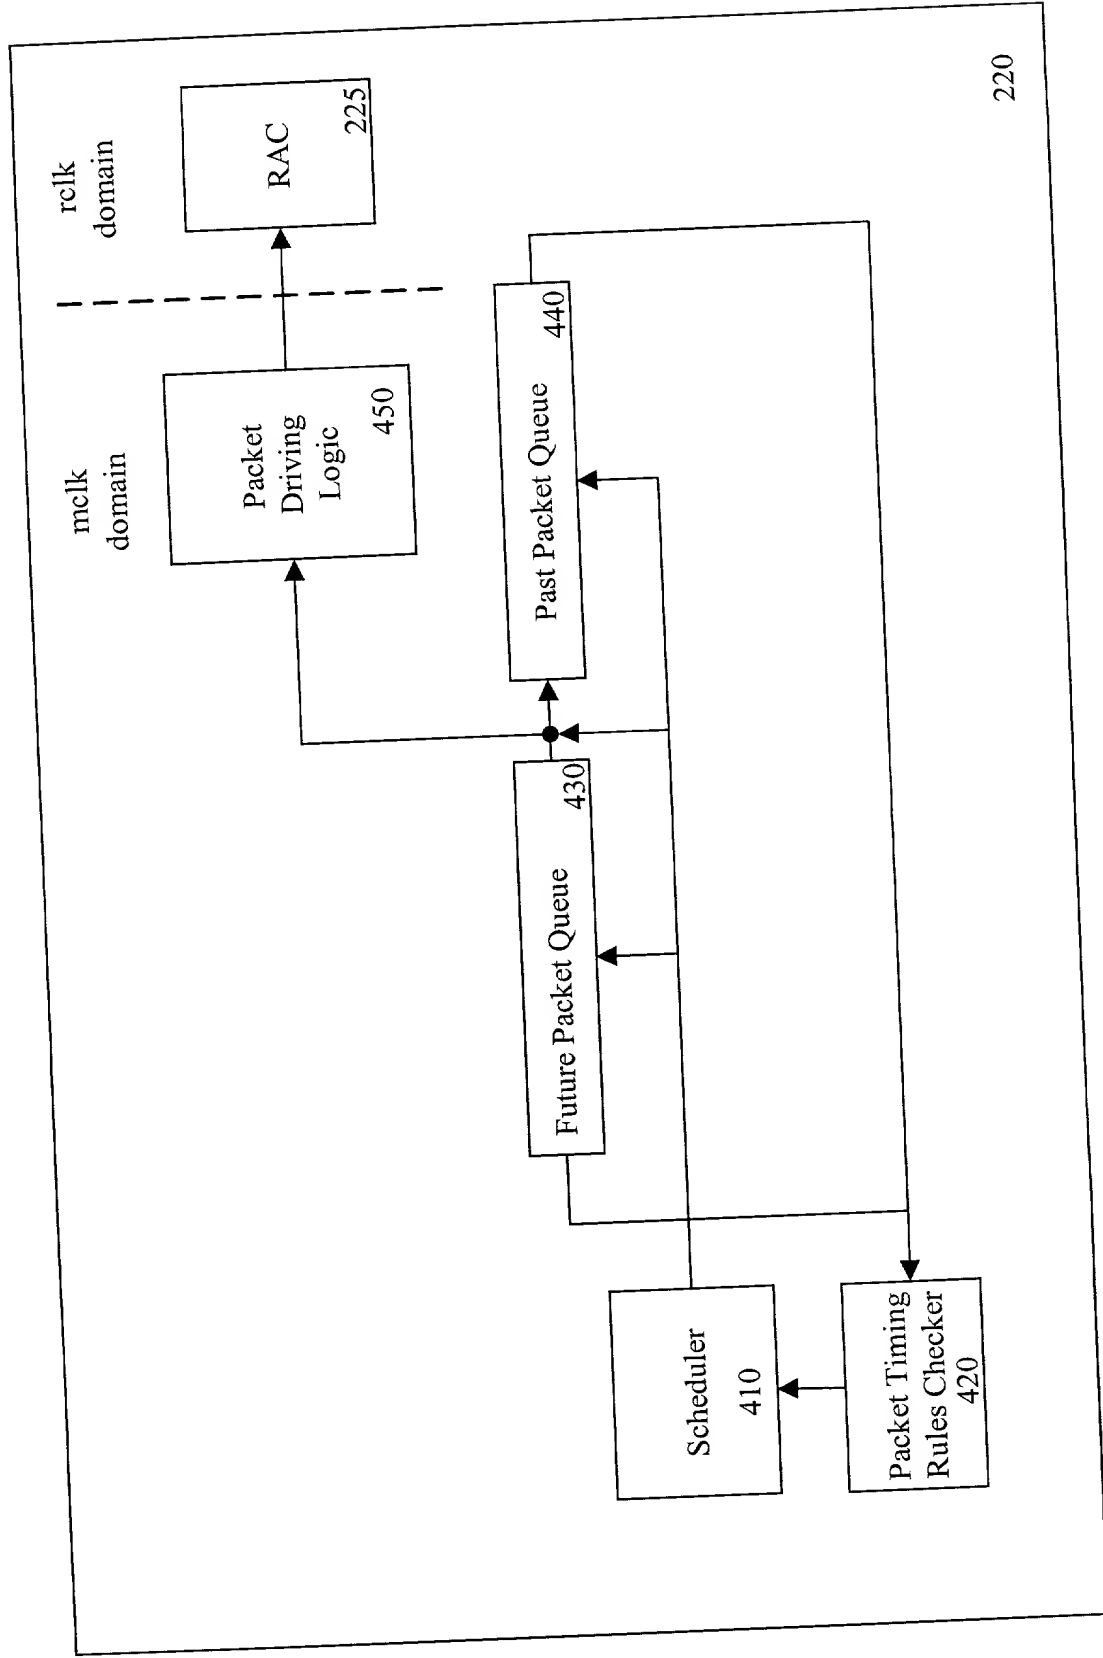 mclk
domain
rclk
domain
Packet
Driving
Logic
450
RAC
225
Future Packet Queue
430
Past Packet Queue
440
Scheduler
410
Packet Timing
Rules Checker
420
220